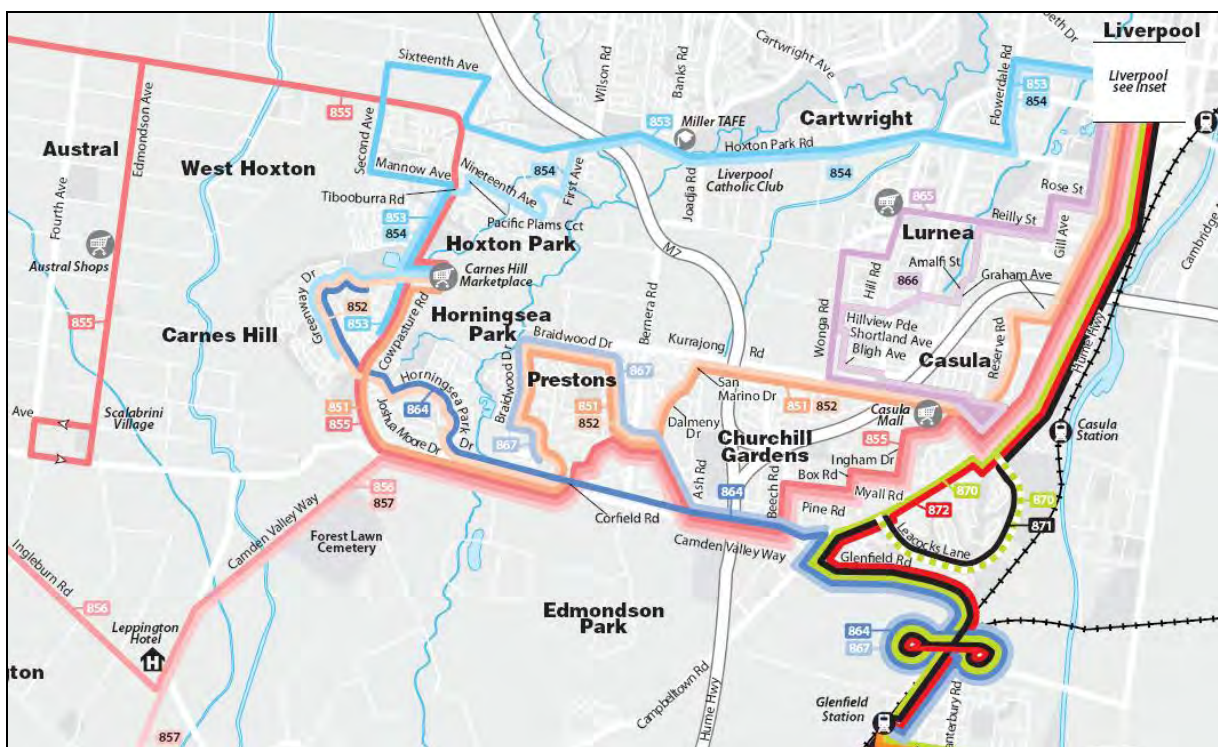 Liverpool
Liverpool
see Inset
Sixteenth Ave
Wilson Rd
Banks Rd
Cartwright Ave
Flowerdale Rd
853
854
855
853
Miller TAFE
Cartwright
Hoxton Park Rd
Edmondson Ave
Second Ave
Austral
West Hoxton
Mannow Ave
Nineteenth Ave
854
First Ave
Liverpool
Catholic Club
854
Joadja Rd
Rose St
865
Reilly St
Fourth Ave
Tibooburra Rd
853
854
Pacific Plams Cct
Hoxton Park
M7
Lurnea
Gill Ave
Cambridge
Austral Shops
Carnes Hill
Marketplace
Amalfi St
Hill Rd
866
Graham Ave
Greenway Dr
852
853
855
Carnes Hill
Cowpasture Rd
Horningsea
Park
Bernera Rd
Braidwood Dr
Kurrajong
Rd
Wonga Rd
Hillview Pde
Shortland Ave
Bligh Ave
Casula
Reserve Rd
Hume Hwy
Horningsea Park Dr
Braidwood Dr
Prestons
867
San
Marino Dr
851
852
864
851
852
Casula
Mall
Ave
Scalabrini
Village
851
855
Joshua Moore Dr
867
Dalmeny
Dr
Churchill
Gardens
855
Ingham Dr
Casula
Station
Box Rd
Ash Rd
864
Beech Rd
Myall Rd
870
870
856
857
Corfield Rd
Pine Rd
872
871
Camden Valley Way
Forest Lawn
Cemetery
Camden Valley Way
Leacocks Lane
Glenfield Rd
Ingleburn Rd
856
Edmondson
Park
Leppington
Hotel
864
867
Campbelltown Rd
Hume Hwy
Glenfield
Station
857